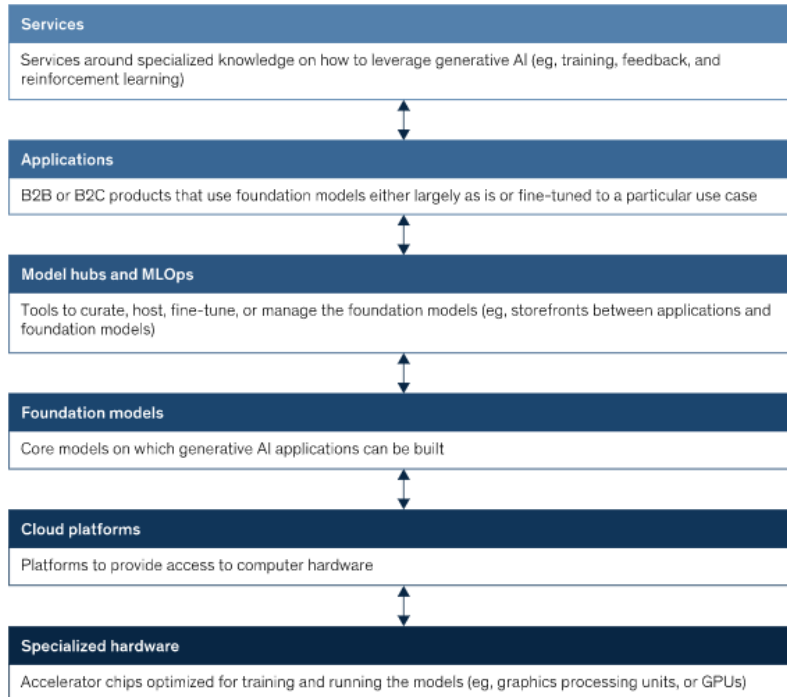 Services
Services around specialized knowledge on how to leverage generative AI (eg, training, feedback, and
reinforcement learning)
Applications
B2B or B2C products that use foundation models either largely as is or fine-tuned to a particular use case
Model hubs and MLOps
Tools to curate, host, fine-tune, or manage the foundation models (eg, storefronts between applications and
foundation models)
Foundation models
Core models on which generative AI applications can be built
Cloud platforms
Platforms to provide access to computer hardware
Specialized hardware
Accelerator chips optimized for training and running the models (eg, graphics processing units, or GPUs)